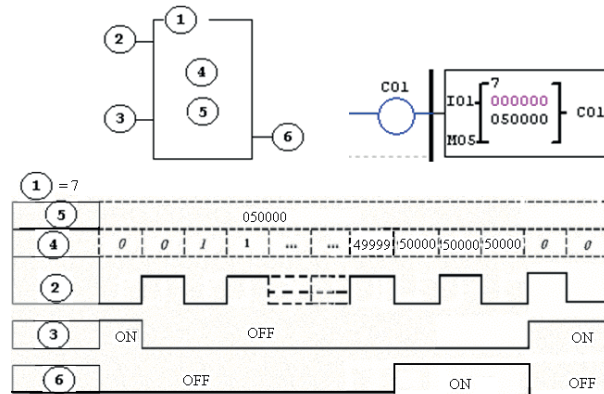 1
2
4
3
5
6
C01
7
I01
000000
050000
C01
M05
1 = 7
5 050000
4 0 0 1 1 ... ... 49999 50000 50000 50000 0 0
2
3 ON OFF ON
6 OFF ON OFF